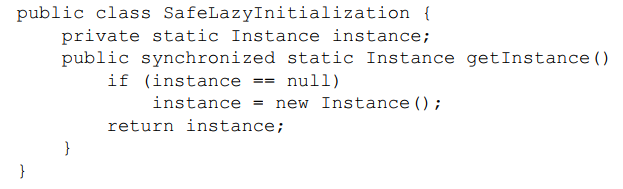 public class SafeLazyInitialization {
    private static Instance instance;
    public synchronized static Instance getInstance()
        if (instance == null)
            instance = new Instance();
        return instance;
    }
}